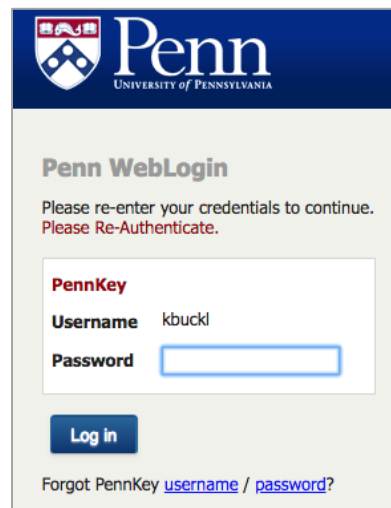 Penn
UNIVERSITY of PENNSYLVANIA
Penn WebLogin
Please re-enter your credentials to continue.
Please Re-Authenticate.
PennKey
Username kbuckl
Password
Log in
Forgot PennKey username / password?